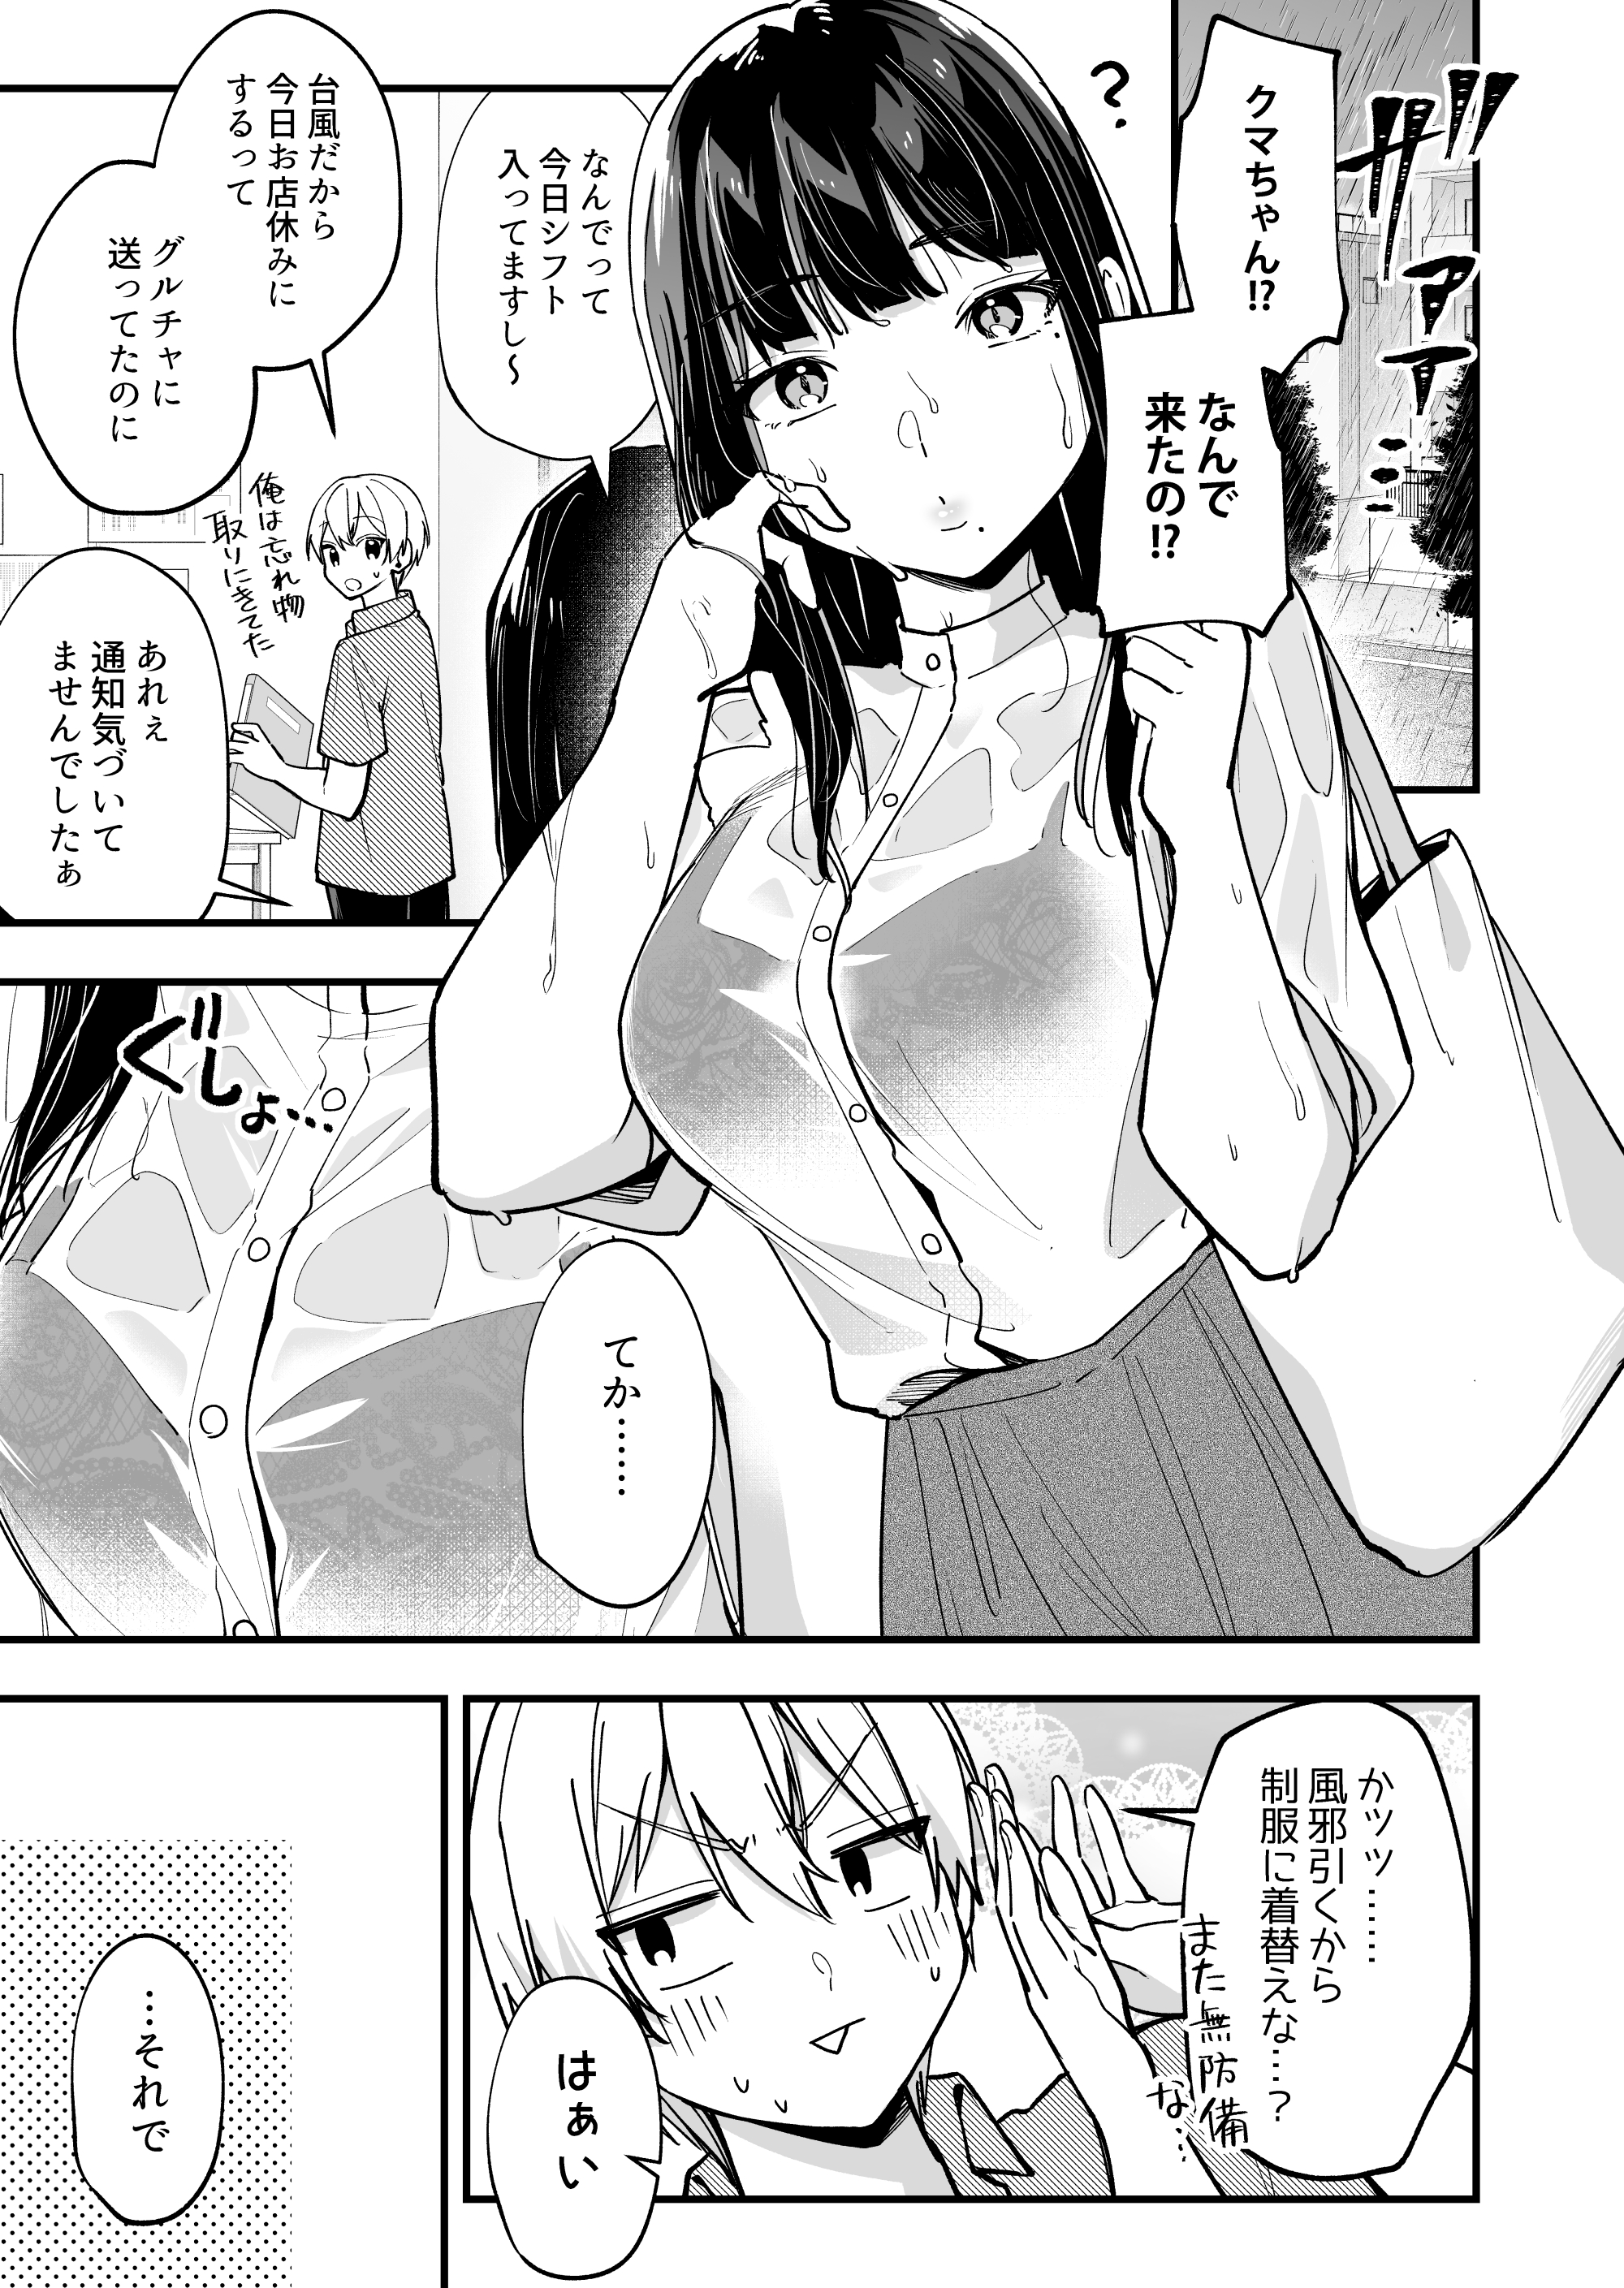 ザアア……
クマちゃん!?
なんで
来たの!?
?
なんでって
今日シフト
入ってますし〜
台風だから
今日お店休みに
するって
グルチャに
送ってたのに
俺は忘れ物
取りにきてた
あれぇ
通知気づいて
ませんでしたぁ
ぐしょ…
てか……
かッッ……
風邪引くから
制服に着替えな…?
また無防備
な…
はぁい
…それで